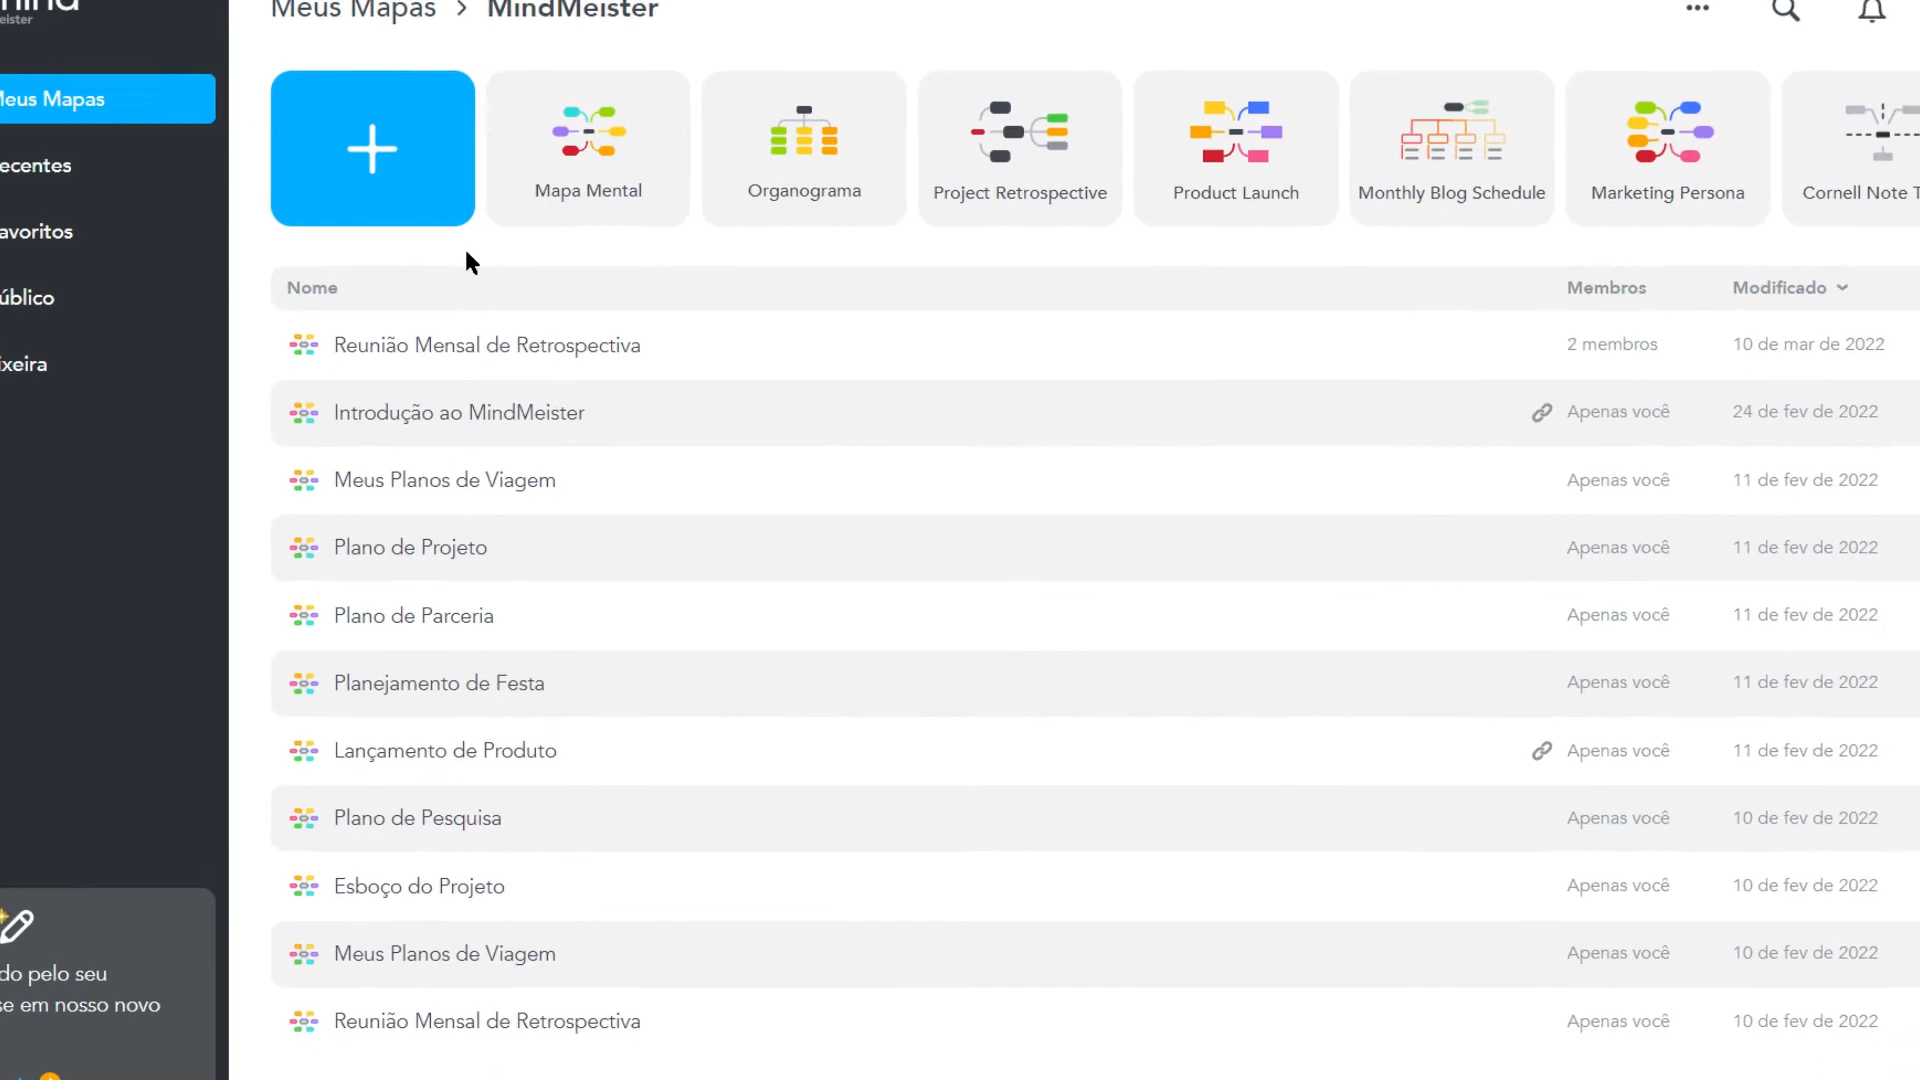 eister
Meus Mapas > MindMeister
Meus Mapas
ecentes
avoritos
úblico
ixeira
Mapa Mental
Organograma
Project Retrospective
Product Launch
Monthly Blog Schedule
Marketing Persona
Cornell Note T
Nome Membros Modificado
Reunião Mensal de Retrospectiva 2 membros 10 de mar de 2022
Introdução ao MindMeister Apenas você 24 de fev de 2022
Meus Planos de Viagem Apenas você 11 de fev de 2022
Plano de Projeto Apenas você 11 de fev de 2022
Plano de Parceria Apenas você 11 de fev de 2022
Planejamento de Festa Apenas você 11 de fev de 2022
Lançamento de Produto Apenas você 11 de fev de 2022
Plano de Pesquisa Apenas você 10 de fev de 2022
Esboço do Projeto Apenas você 10 de fev de 2022
Meus Planos de Viagem Apenas você 10 de fev de 2022
Reunião Mensal de Retrospectiva Apenas você 10 de fev de 2022
do pelo seu
se em nosso novo